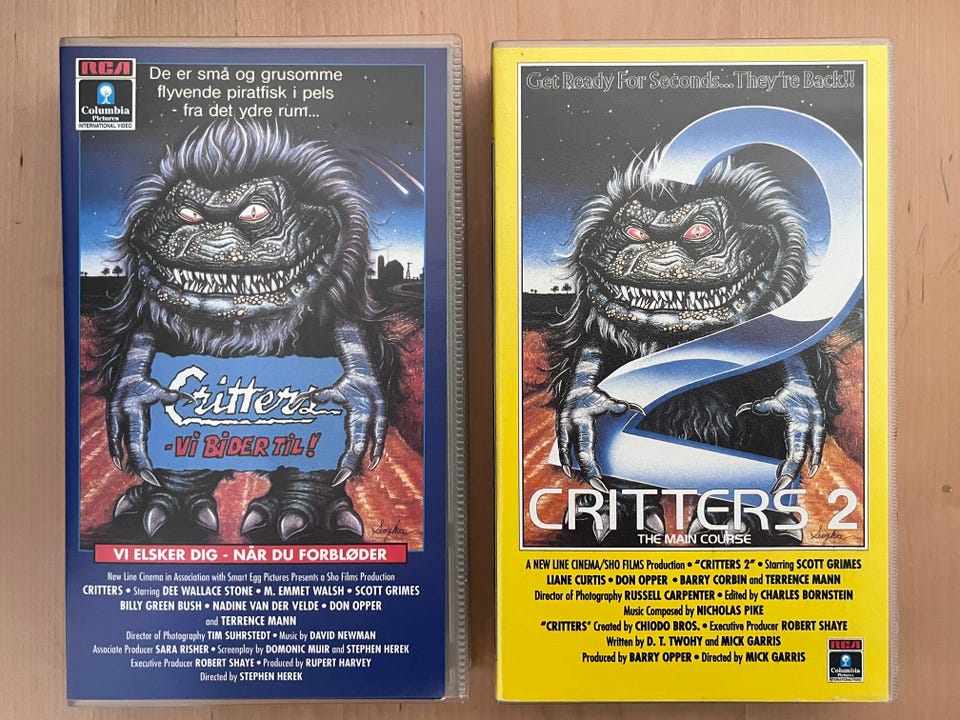 RCA
Columbia
Pictures
INTERNATIONAL VIDEO
De er små og grusomme
flyvende piratfisk i pels
- fra det ydre rum...
Critters
- Vi BiDER TiL!
VI ELSKER DIG - NÅR DU FORBLØDER
New Line Cinema in Association with Smart Egg Pictures Presents a Sho Films Production
CRITTERS • Starring DEE WALLACE STONE • M. EMMET WALSH • SCOTT GRIMES
BILLY GREEN BUSH • NADINE VAN DER VELDE • DON OPPER
and TERRENCE MANN
Director of Photography TIM SUHRSTEDT • Music by DAVID NEWMAN
Associate Producer SARA RISHER • Screenplay by DOMONIC MUIR and STEPHEN HEREK
Executive Producer ROBERT SHAYE • Produced by RUPERT HARVEY
Directed by STEPHEN HEREK
Get Ready For Seconds...They're Back!!
2
CRITTERS 2
THE MAIN COURSE
A NEW LINE CINEMA/SHO FILMS Production • "CRITTERS 2" • Starring SCOTT GRIMES
LIANE CURTIS • DON OPPER • BARRY CORBIN and TERRENCE MANN
Director of Photography RUSSELL CARPENTER • Edited by CHARLES BORNSTEIN
Music Composed by NICHOLAS PIKE
"CRITTERS" Created by CHIODO BROS. • Executive Producer ROBERT SHAYE
Written by D. T. TWOHY and MICK GARRIS
Produced by BARRY OPPER • Directed by MICK GARRIS
RCA
Columbia
Pictures
INTERNATIONAL VIDEO